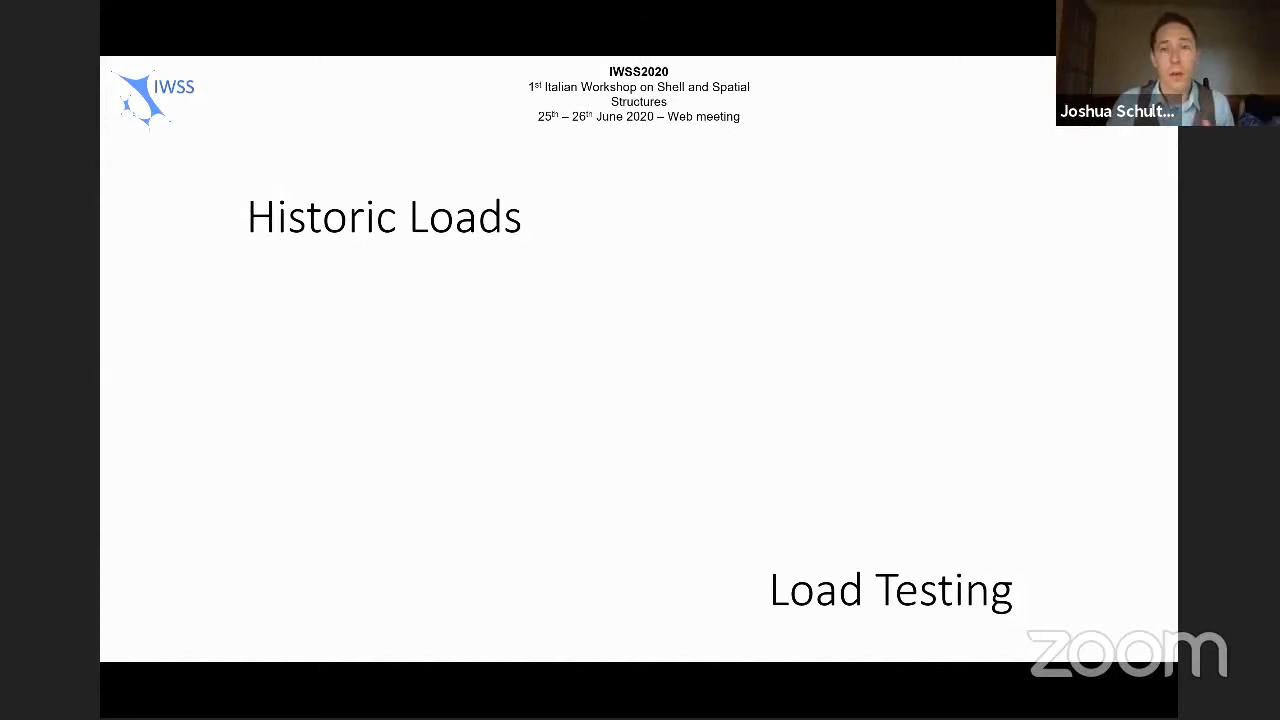 IWSS
IWSS2020
1st Italian Workshop on Shell and Spatial
Structures
25th – 26th June 2020 – Web meeting
Joshua Schult...
Historic Loads
Load Testing
zoom